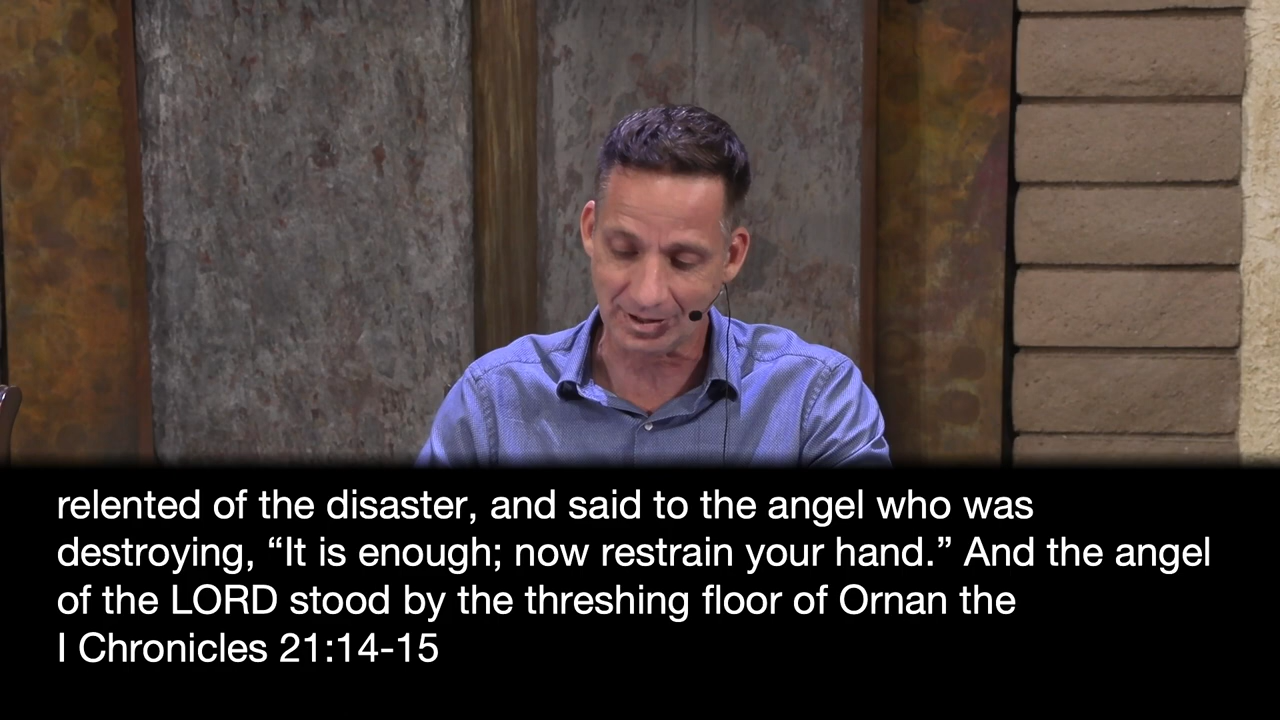 relented of the disaster, and said to the angel who was
destroying, “It is enough; now restrain your hand.” And the angel
of the LORD stood by the threshing floor of Ornan the
I Chronicles 21:14-15